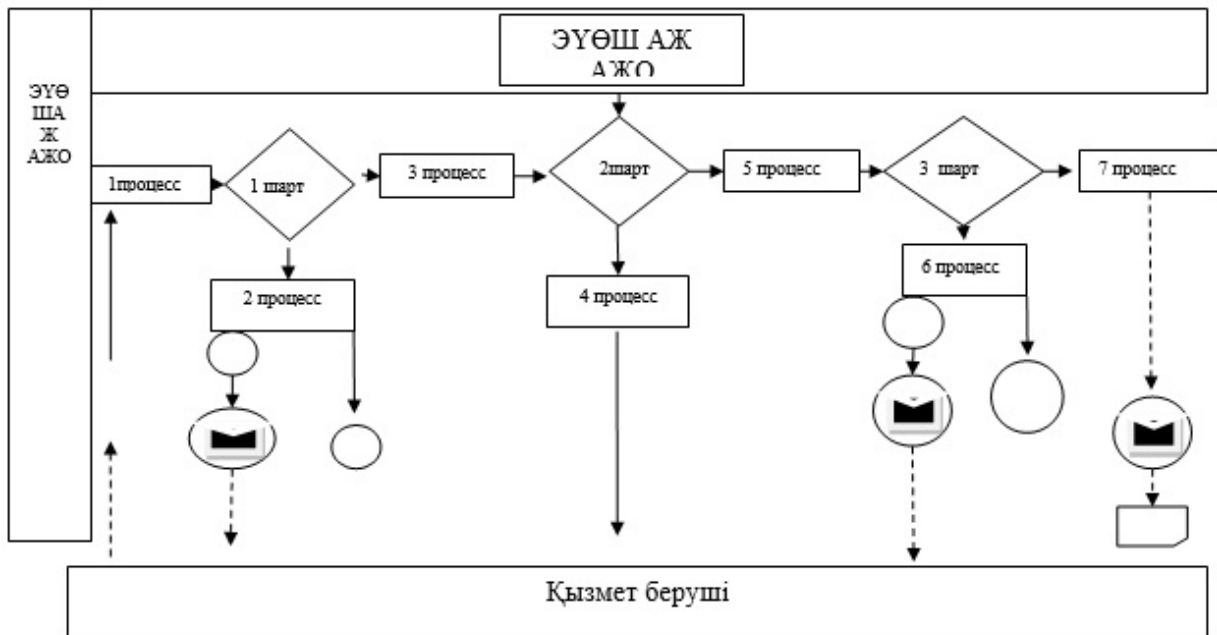 ЭҮӨШ АЖ
АЖО
ЭҮӨ
ША
Ж
АЖО
1процесс
1 шарт
3 процесс
2шарт
5 процесс
3 шарт
7 процесс
2 процесс
4 процесс
6 процесс
Қызмет беруші